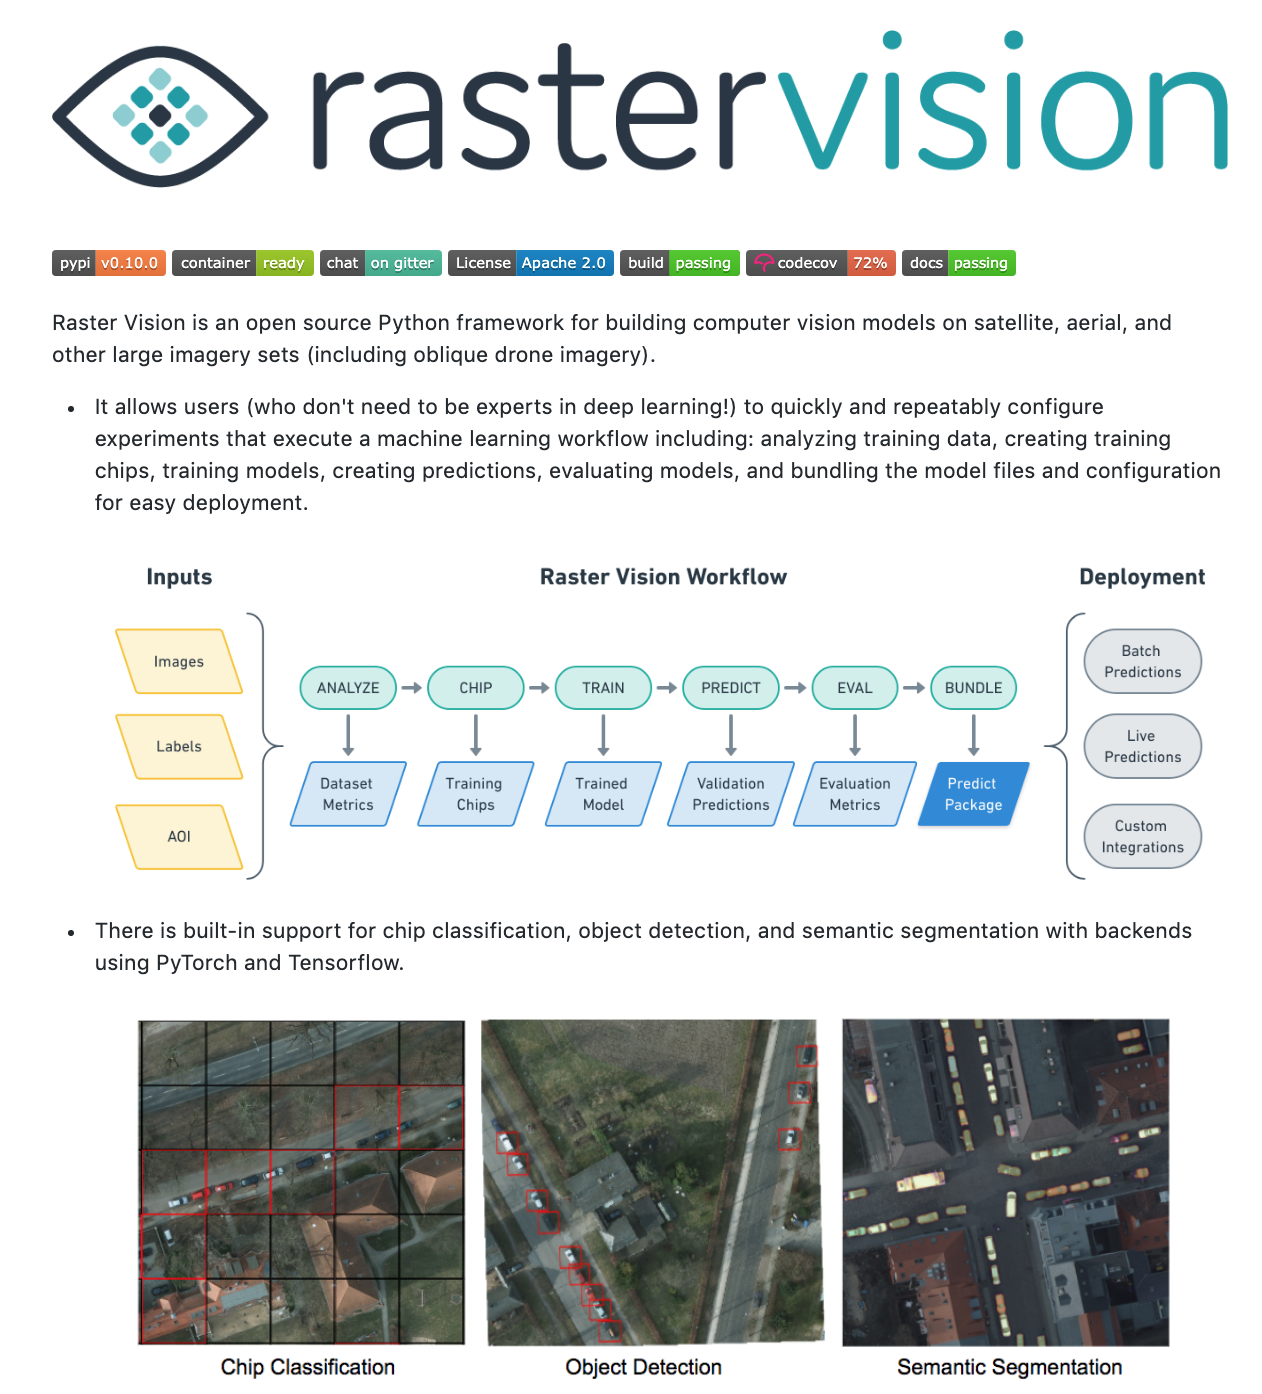 rastervision
pypi v0.10.0 container ready chat on gitter License Apache 2.0 build passing codecov 72% docs passing
Raster Vision is an open source Python framework for building computer vision models on satellite, aerial, and
other large imagery sets (including oblique drone imagery).
• It allows users (who don't need to be experts in deep learning!) to quickly and repeatably configure
experiments that execute a machine learning workflow including: analyzing training data, creating training
chips, training models, creating predictions, evaluating models, and bundling the model files and configuration
for easy deployment.
Inputs
Images
Labels
AOI
Raster Vision Workflow
ANALYZE
CHIP
TRAIN
PREDICT
EVAL
BUNDLE
Dataset
Metrics
Training
Chips
Trained
Model
Validation
Predictions
Evaluation
Metrics
Predict
Package
Deployment
Batch
Predictions
Live
Predictions
Custom
Integrations
• There is built-in support for chip classification, object detection, and semantic segmentation with backends
using PyTorch and Tensorflow.
Chip Classification
Object Detection
Semantic Segmentation